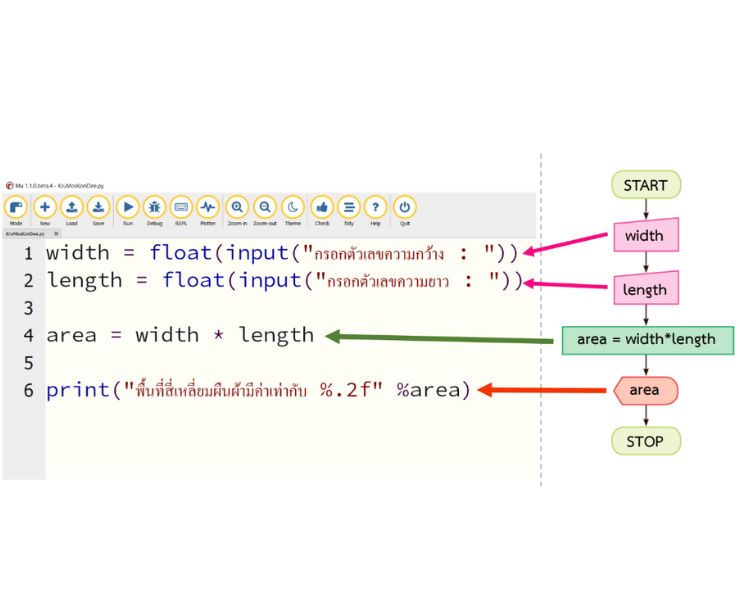 Mu 1.1.0.beta.4 - KruMosKonDee.py
Mode New Load Save Run Debug REPL Plotter Zoom-in Zoom-out Theme Check Tidy Help Quit
KruMosKonDee.py
1 width = float(input("กรอกตัวเลขความกว้าง : "))
2 length = float(input("กรอกตัวเลขความยาว : "))
3
4 area = width * length
5
6 print("พื้นที่สี่เหลี่ยมผืนผ้ามีค่าเท่ากับ %.2f" %area)
START
width
length
area = width*length
area
STOP